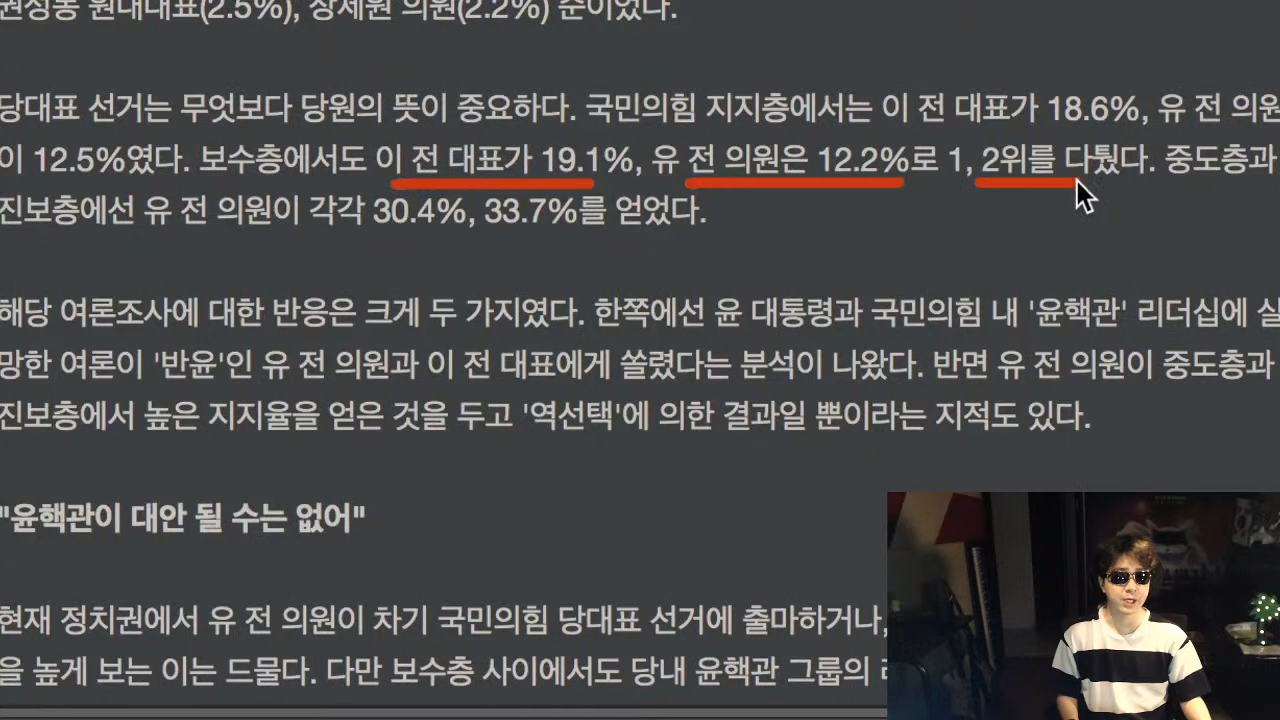 권성동 원내대표(2.5%), 장제원 의원(2.2%) 순이었다.
당대표 선거는 무엇보다 당원의 뜻이 중요하다. 국민의힘 지지층에서는 이 전 대표가 18.6%, 유 전 의원
이 12.5%였다. 보수층에서도 이 전 대표가 19.1%, 유 전 의원은 12.2%로 1, 2위를 다퉜다. 중도층과
진보층에선 유 전 의원이 각각 30.4%, 33.7%를 얻었다.
해당 여론조사에 대한 반응은 크게 두 가지였다. 한쪽에선 윤 대통령과 국민의힘 내 '윤핵관' 리더십에 실
망한 여론이 '반윤'인 유 전 의원과 이 전 대표에게 쏠렸다는 분석이 나왔다. 반면 유 전 의원이 중도층과
진보층에서 높은 지지율을 얻은 것을 두고 '역선택'에 의한 결과일 뿐이라는 지적도 있다.
"윤핵관이 대안 될 수는 없어"
현재 정치권에서 유 전 의원이 차기 국민의힘 당대표 선거에 출마하거나,
을 높게 보는 이는 드물다. 다만 보수층 사이에서도 당내 윤핵관 그룹의